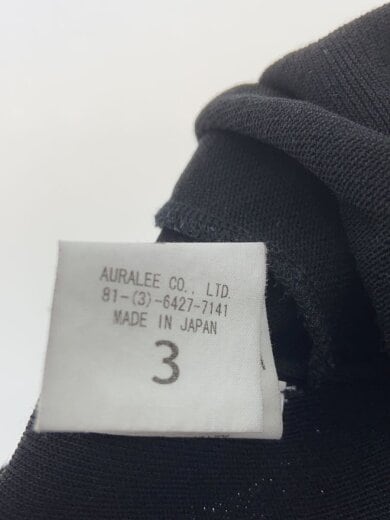 AURALEE CO., LTD.
81-(3)-6427-7141
MADE IN JAPAN
3